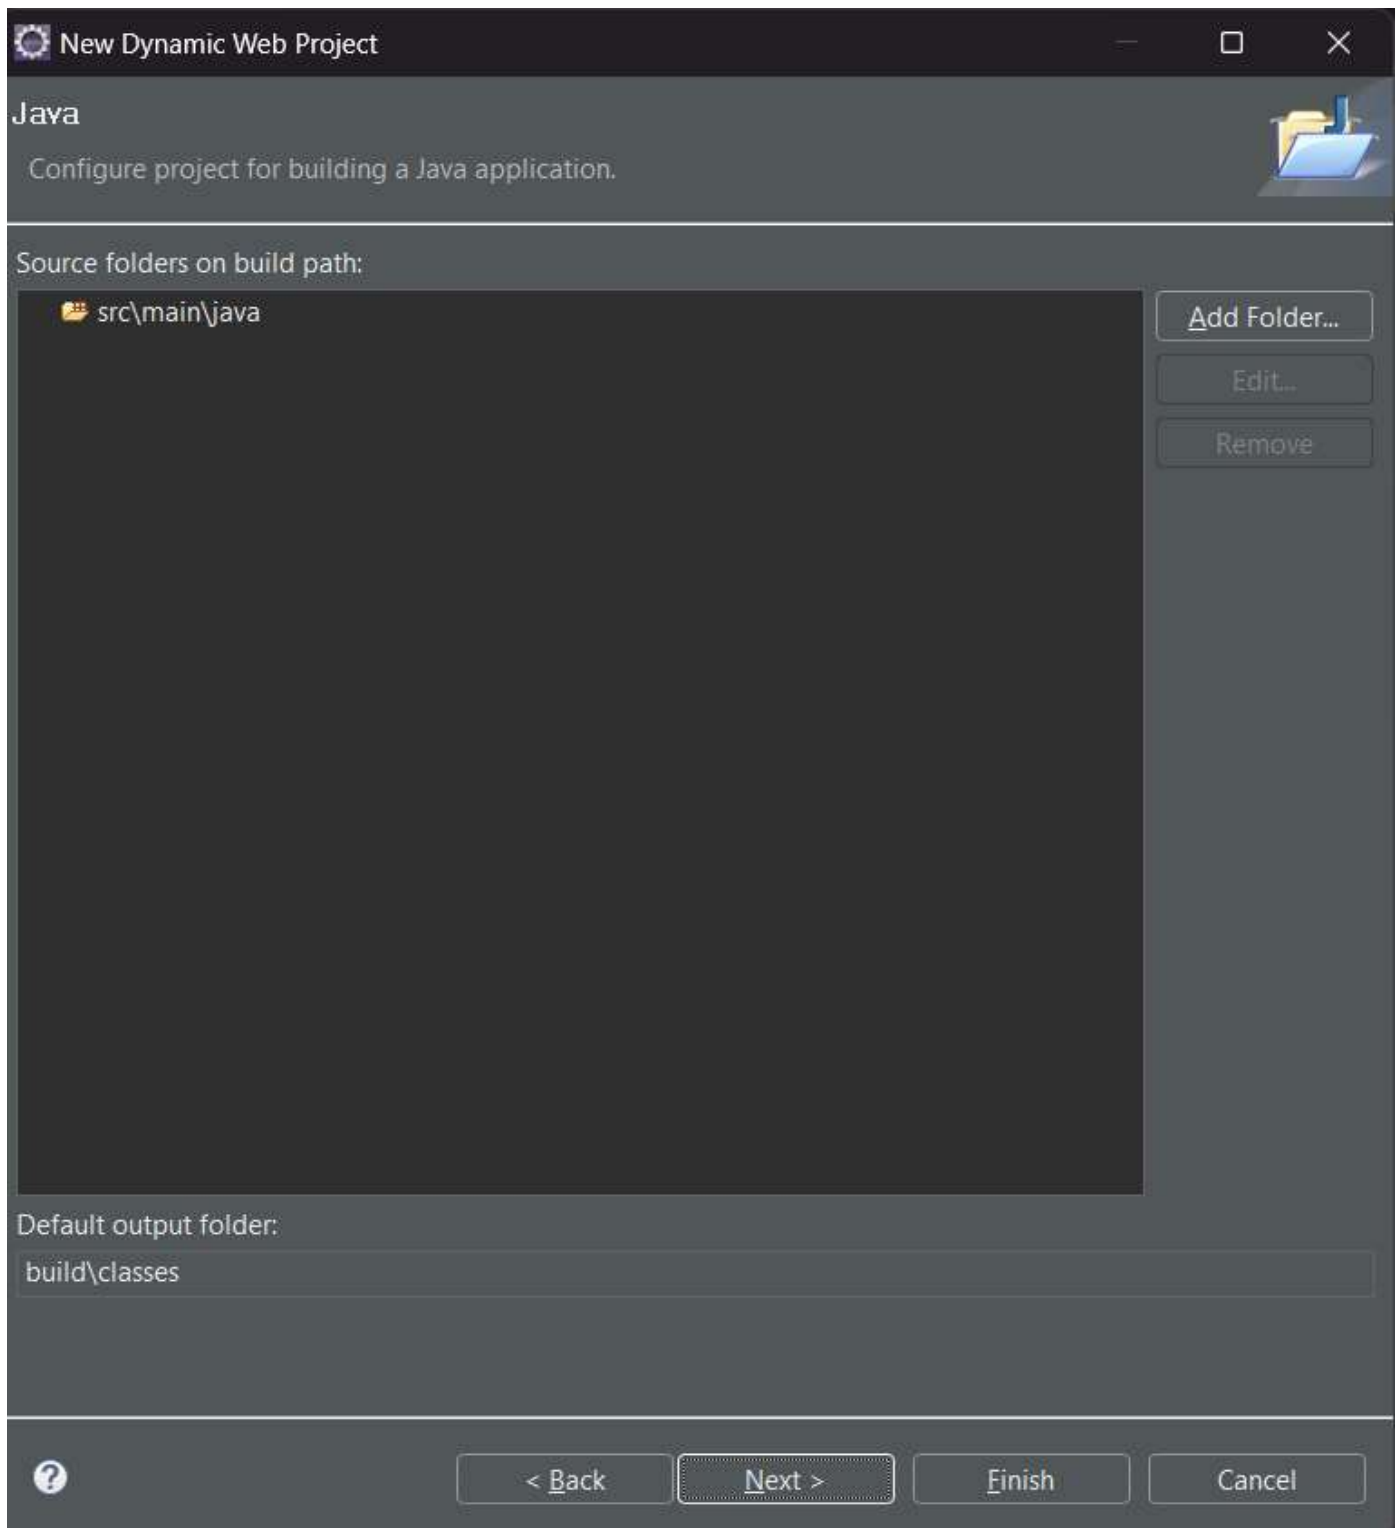 New Dynamic Web Project
Java
Configure project for building a Java application.
Source folders on build path:
src\main\java
Add Folder...
Edit...
Remove
Default output folder:
build\classes
< Back
Next >
Finish
Cancel